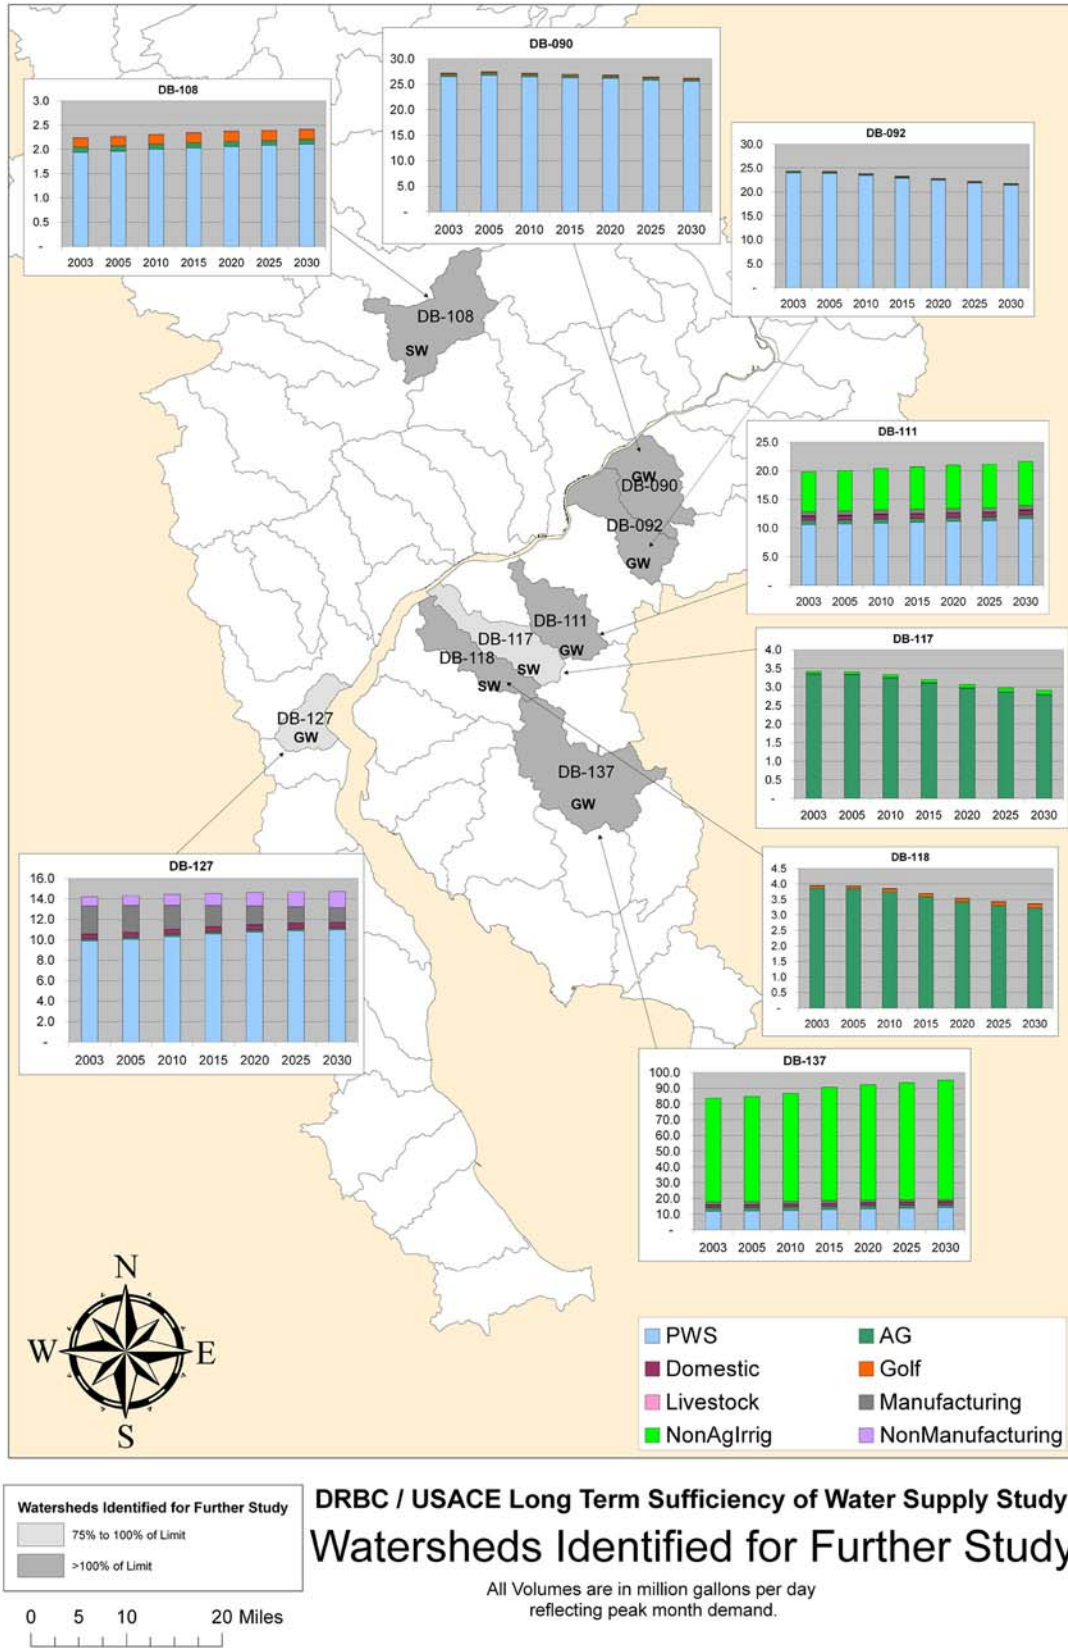 DB-090
30.0
25.0
20.0
15.0
10.0
5.0
-
2003 2005 2010 2015 2020 2025 2030
DB-108
3.0
2.5
2.0
1.5
1.0
0.5
-
2003 2005 2010 2015 2020 2025 2030
DB-092
30.0
25.0
20.0
15.0
10.0
5.0
-
2003 2005 2010 2015 2020 2025 2030
DB-108
SW
GW
DB-090
DB-092
GW
DB-111
25.0
20.0
15.0
10.0
5.0
-
2003 2005 2010 2015 2020 2025 2030
DB-111
GW
DB-117
SW
DB-118
SW
DB-127
GW
DB-137
GW
DB-117
4.0
3.5
3.0
2.5
2.0
1.5
1.0
0.5
-
2003 2005 2010 2015 2020 2025 2030
DB-127
16.0
14.0
12.0
10.0
8.0
6.0
4.0
2.0
-
2003 2005 2010 2015 2020 2025 2030
DB-118
4.5
4.0
3.5
3.0
2.5
2.0
1.5
1.0
0.5
-
2003 2005 2010 2015 2020 2025 2030
DB-137
100.0
90.0
80.0
70.0
60.0
50.0
40.0
30.0
20.0
10.0
-
2003 2005 2010 2015 2020 2025 2030
N
W E
S
PWS AG
Domestic Golf
Livestock Manufacturing
NonAgIrrig NonManufacturing
Watersheds Identified for Further Study
75% to 100% of Limit
>100% of Limit
0 5 10 20 Miles
DRBC / USACE Long Term Sufficiency of Water Supply Study
Watersheds Identified for Further Study
All Volumes are in million gallons per day
reflecting peak month demand.